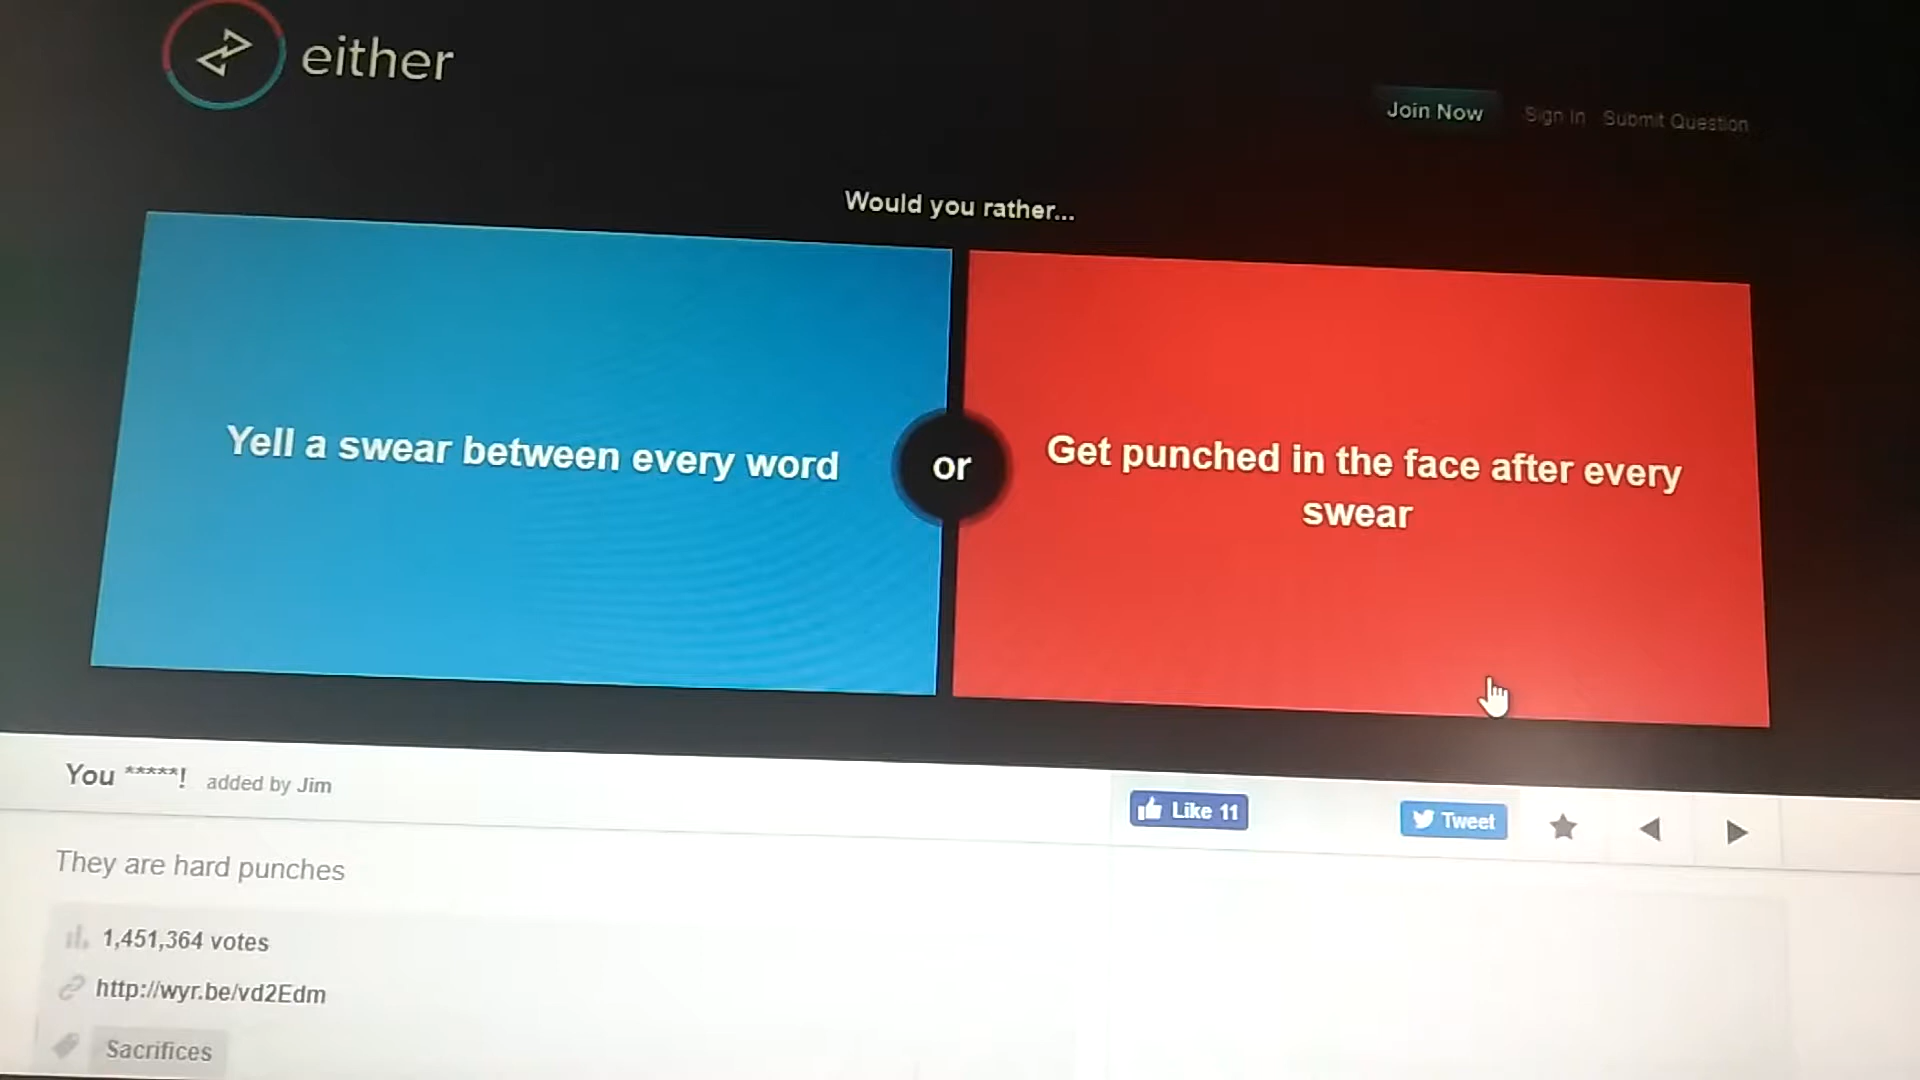 either
Join Now Sign In Submit Question
Would you rather...
Yell a swear between every word
or
Get punched in the face after every
swear
You *****! added by Jim
Like 11
Tweet
They are hard punches
1,451,364 votes
http://wyr.be/vd2Edm
Sacrifices